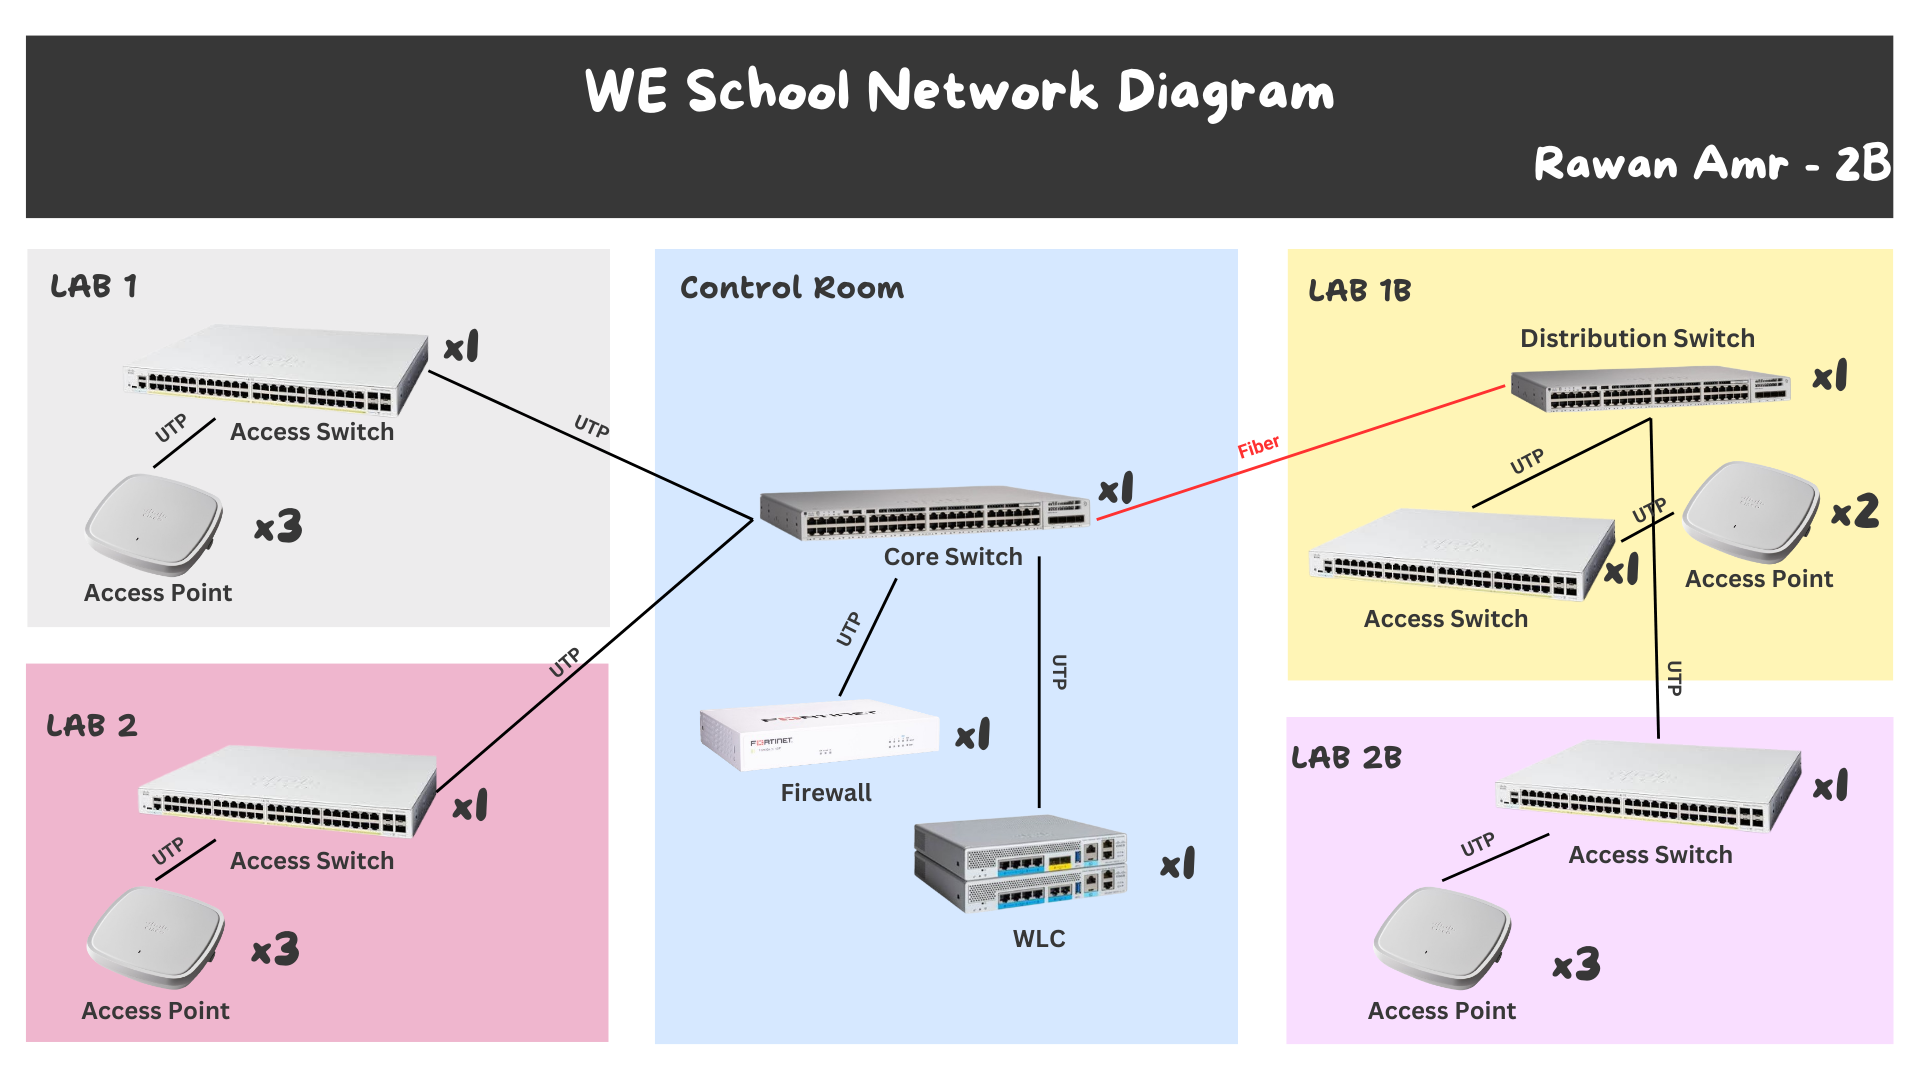 WE School Network Diagram
Rawan Amr - 2B
LAB 1
x1
UTP
Access Switch
x3
Access Point
UTP
LAB 2
UTP
x1
UTP
Access Switch
x3
Access Point
Control Room
x1
Core Switch
UTP
UTP
FORTINET
FORTINET
x1
Firewall
x1
WLC
Fiber
LAB 1B
Distribution Switch
x1
UTP
UTP
x2
x1
Access Point
Access Switch
UTP
LAB 2B
x1
UTP
Access Switch
x3
Access Point